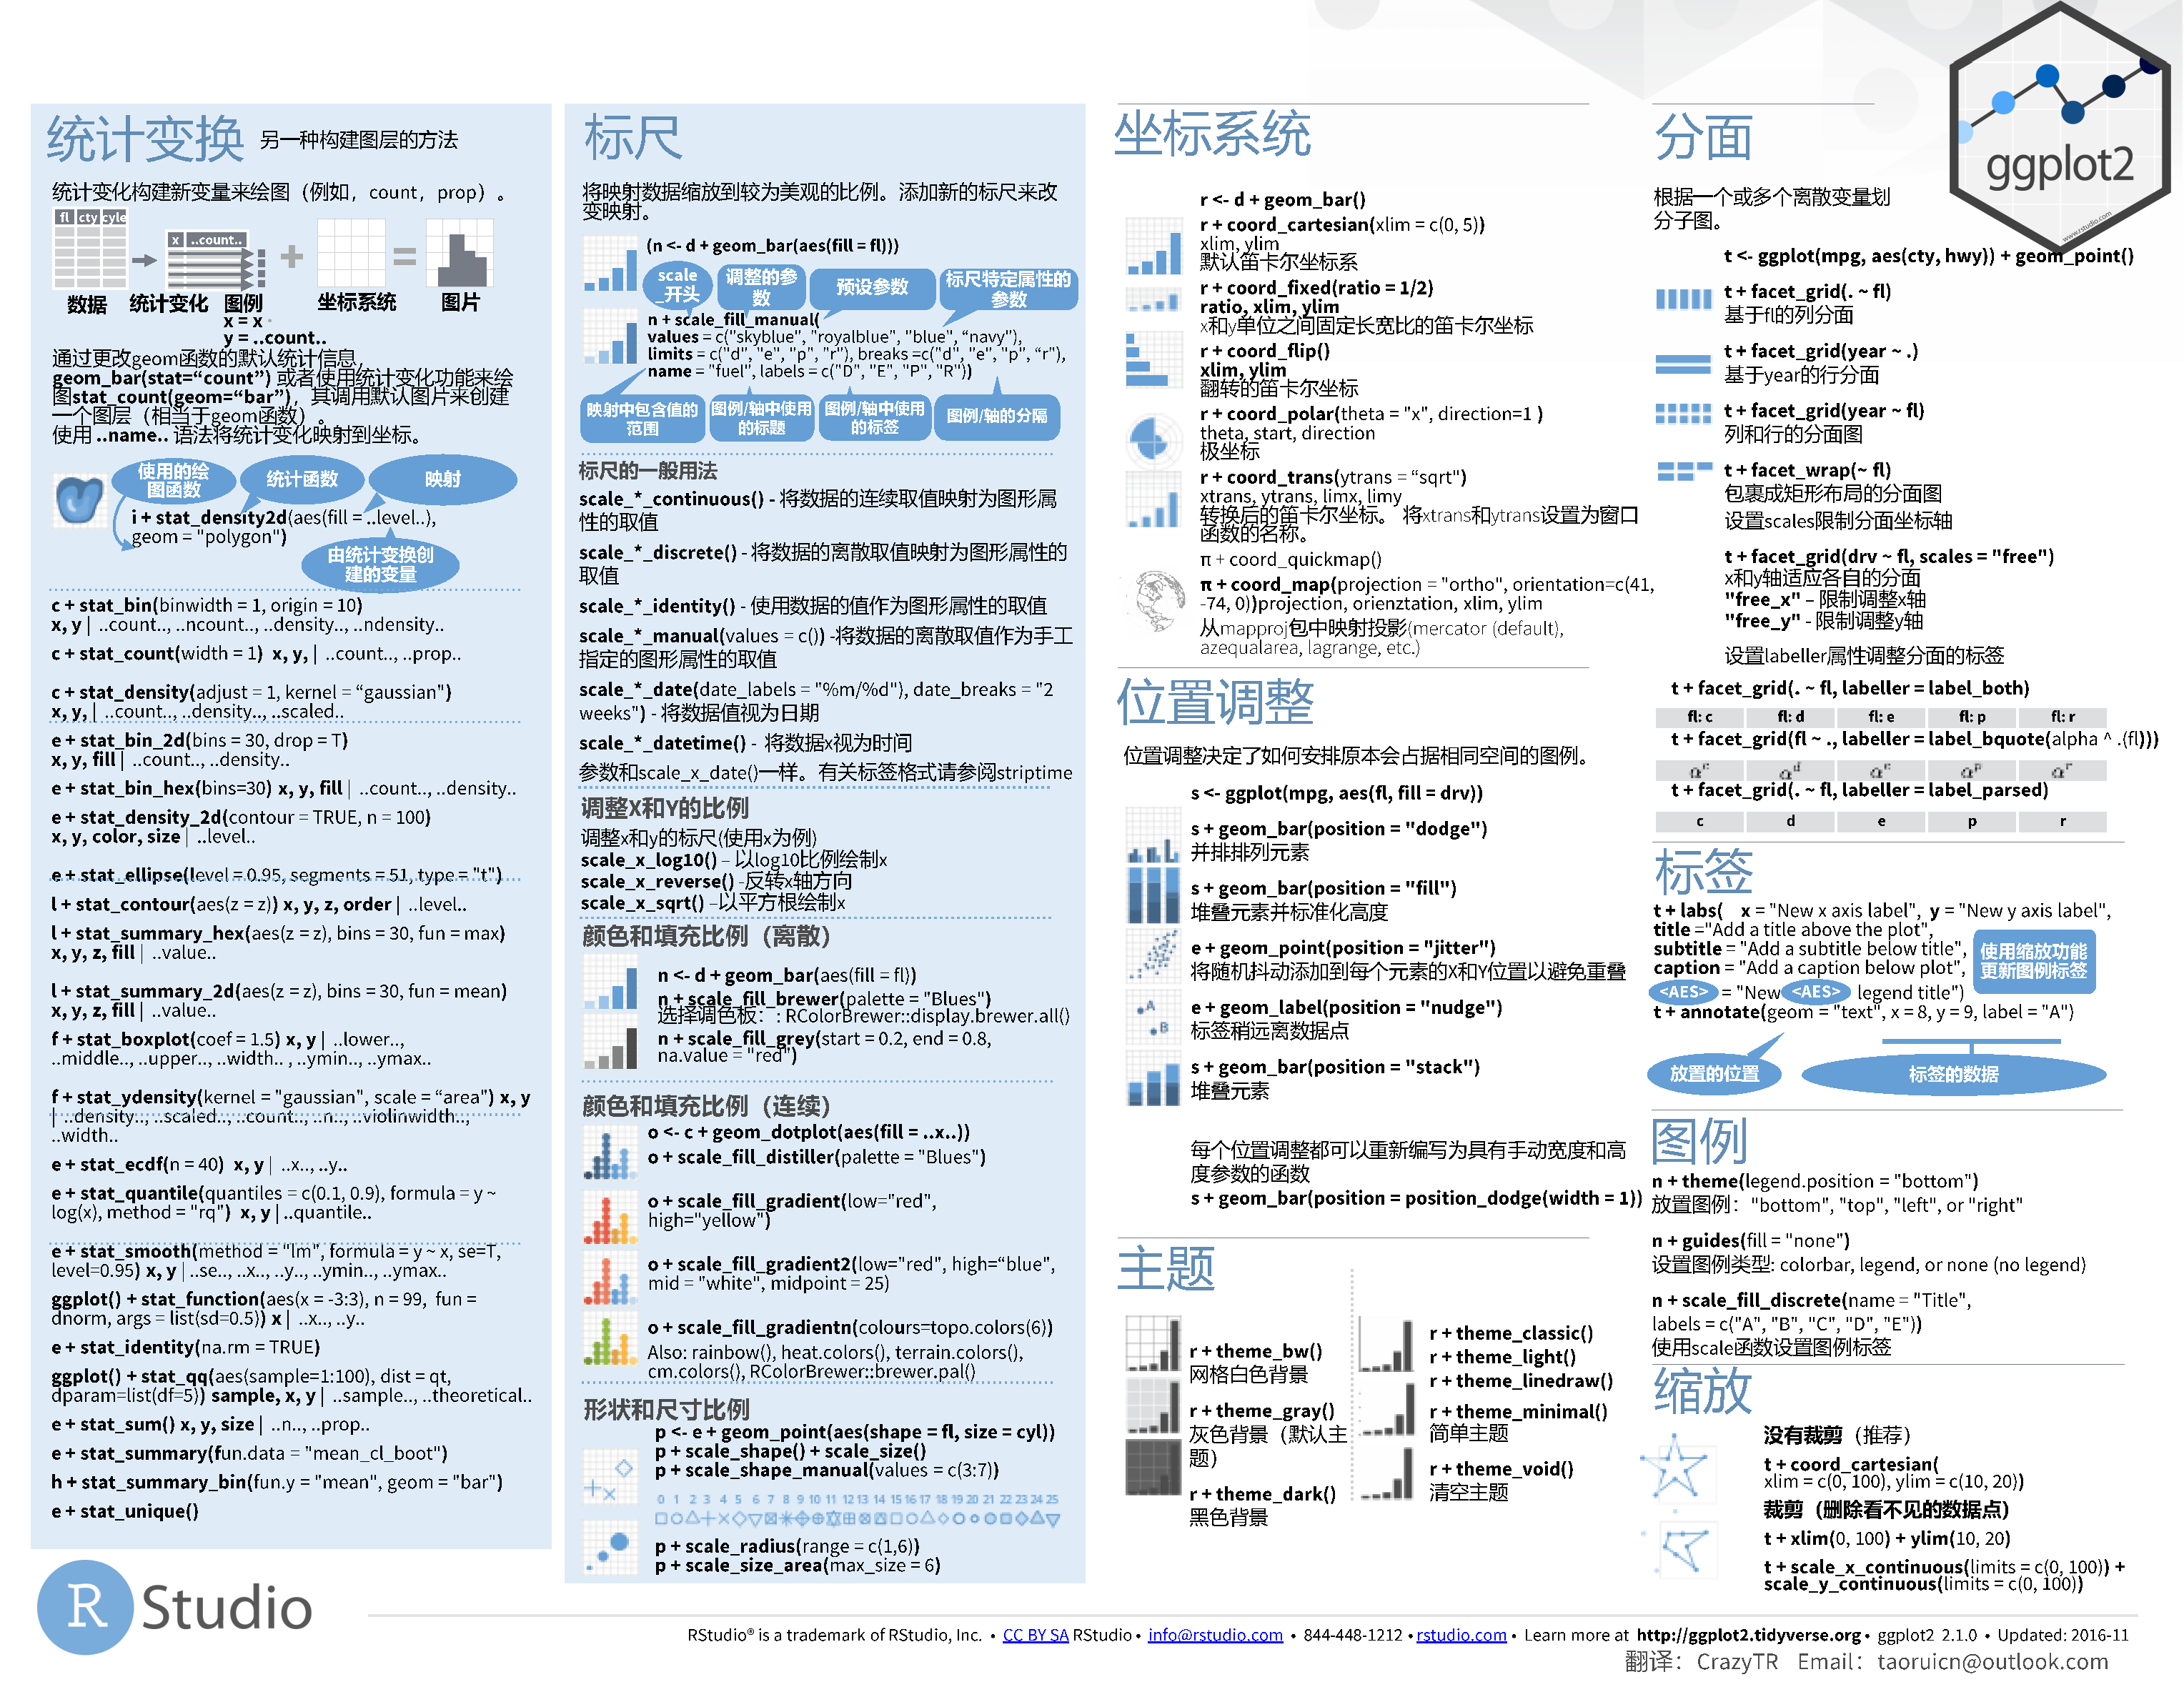 统计变换 另一种构建图层的方法
统计变化构建新变量来绘图（例如，count，prop）。
fl cty cyle
x ..count..
数据 统计变化 图例 坐标系统 图片
x = x
y = ..count..
通过更改geom函数的默认统计信息,
geom_bar(stat=“count”) 或者使用统计变化功能来绘
图stat_count(geom=“bar”)，其调用默认图片来创建
一个图层（相当于geom函数）。
使用 ..name.. 语法将统计变化映射到坐标。
使用的绘
图函数
统计函数
映射
i + stat_density2d(aes(fill = ..level..),
geom = "polygon")
由统计变换创
建的变量
c + stat_bin(binwidth = 1, origin = 10)
x, y | ..count.., ..ncount.., ..density.., ..ndensity..
c + stat_count(width = 1) x, y, | ..count.., ..prop..
c + stat_density(adjust = 1, kernel = “gaussian")
x, y, | ..count.., ..density.., ..scaled..
e + stat_bin_2d(bins = 30, drop = T)
x, y, fill | ..count.., ..density..
e + stat_bin_hex(bins=30) x, y, fill | ..count.., ..density..
e + stat_density_2d(contour = TRUE, n = 100)
x, y, color, size | ..level..
e + stat_ellipse(level = 0.95, segments = 51, type = "t")
l + stat_contour(aes(z = z)) x, y, z, order | ..level..
l + stat_summary_hex(aes(z = z), bins = 30, fun = max)
x, y, z, fill | ..value..
l + stat_summary_2d(aes(z = z), bins = 30, fun = mean)
x, y, z, fill | ..value..
f + stat_boxplot(coef = 1.5) x, y | ..lower..,
..middle.., ..upper.., ..width.. , ..ymin.., ..ymax..
f + stat_ydensity(kernel = "gaussian", scale = “area”) x, y
| ..density.., ..scaled.., ..count.., ..n.., ..violinwidth..,
..width..
e + stat_ecdf(n = 40) x, y | ..x.., ..y..
e + stat_quantile(quantiles = c(0.1, 0.9), formula = y ~
log(x), method = "rq") x, y | ..quantile..
e + stat_smooth(method = "lm", formula = y ~ x, se=T,
level=0.95) x, y | ..se.., ..x.., ..y.., ..ymin.., ..ymax..
ggplot() + stat_function(aes(x = -3:3), n = 99, fun =
dnorm, args = list(sd=0.5)) x | ..x.., ..y..
e + stat_identity(na.rm = TRUE)
ggplot() + stat_qq(aes(sample=1:100), dist = qt,
dparam=list(df=5)) sample, x, y | ..sample.., ..theoretical..
e + stat_sum() x, y, size | ..n.., ..prop..
e + stat_summary(fun.data = "mean_cl_boot")
h + stat_summary_bin(fun.y = "mean", geom = "bar")
e + stat_unique()
标尺
将映射数据缩放到较为美观的比例。添加新的标尺来改
变映射。
(n <- d + geom_bar(aes(fill = fl)))
scale
_开头
调整的参
数
预设参数
标尺特定属性的
参数
n + scale_fill_manual(
values = c("skyblue", "royalblue", "blue", “navy"),
limits = c("d", "e", "p", "r"), breaks =c("d", "e", "p", “r"),
name = "fuel", labels = c("D", "E", "P", "R"))
映射中包含值的
范围
图例/轴中使用
的标题
图例/轴中使用
的标签
图例/轴的分隔
标尺的一般用法
scale_*_continuous() - 将数据的连续取值映射为图形属
性的取值
scale_*_discrete() - 将数据的离散取值映射为图形属性的
取值
scale_*_identity() - 使用数据的值作为图形属性的取值
scale_*_manual(values = c()) -将数据的离散取值作为手工
指定的图形属性的取值
scale_*_date(date_labels = "%m/%d"), date_breaks = "2
weeks") - 将数据值视为日期
scale_*_datetime() - 将数据x视为时间
参数和scale_x_date()一样。有关标签格式请参阅striptime
调整X和Y的比例
调整x和y的标尺(使用x为例)
scale_x_log10() – 以log10比例绘制x
scale_x_reverse() -反转x轴方向
scale_x_sqrt() –以平方根绘制x
颜色和填充比例（离散）
n <- d + geom_bar(aes(fill = fl))
n + scale_fill_brewer(palette = "Blues")
选择调色板：: RColorBrewer::display.brewer.all()
n + scale_fill_grey(start = 0.2, end = 0.8,
na.value = "red")
颜色和填充比例（连续）
o <- c + geom_dotplot(aes(fill = ..x..))
o + scale_fill_distiller(palette = "Blues")
o + scale_fill_gradient(low="red",
high="yellow")
o + scale_fill_gradient2(low="red", high=“blue",
mid = "white", midpoint = 25)
o + scale_fill_gradientn(colours=topo.colors(6))
Also: rainbow(), heat.colors(), terrain.colors(),
cm.colors(), RColorBrewer::brewer.pal()
形状和尺寸比例
p <- e + geom_point(aes(shape = fl, size = cyl))
p + scale_shape() + scale_size()
p + scale_shape_manual(values = c(3:7))
0 1 2 3 4 5 6 7 8 9 10 11 12 13 14 15 16 17 18 19 20 21 22 23 24 25
p + scale_radius(range = c(1,6))
p + scale_size_area(max_size = 6)
坐标系统
r <- d + geom_bar()
r + coord_cartesian(xlim = c(0, 5))
xlim, ylim
默认笛卡尔坐标系
r + coord_fixed(ratio = 1/2)
ratio, xlim, ylim
x和y单位之间固定长宽比的笛卡尔坐标
r + coord_flip()
xlim, ylim
翻转的笛卡尔坐标
r + coord_polar(theta = "x", direction=1 )
theta, start, direction
极坐标
r + coord_trans(ytrans = “sqrt")
xtrans, ytrans, limx, limy
转换后的笛卡尔坐标。 将xtrans和ytrans设置为窗口
函数的名称。
π + coord_quickmap()
π + coord_map(projection = "ortho", orientation=c(41,
-74, 0))projection, orienztation, xlim, ylim
从mapproj包中映射投影(mercator (default),
azequalarea, lagrange, etc.)
位置调整
位置调整决定了如何安排原本会占据相同空间的图例。
s <- ggplot(mpg, aes(fl, fill = drv))
s + geom_bar(position = "dodge")
并排排列元素
s + geom_bar(position = "fill")
堆叠元素并标准化高度
e + geom_point(position = "jitter")
将随机抖动添加到每个元素的X和Y位置以避免重叠
A
B
e + geom_label(position = "nudge")
标签稍远离数据点
s + geom_bar(position = "stack")
堆叠元素
每个位置调整都可以重新编写为具有手动宽度和高
度参数的函数
s + geom_bar(position = position_dodge(width = 1))
主题
r + theme_bw()
网格白色背景
r + theme_gray()
灰色背景（默认主
题）
r + theme_dark()
黑色背景
r + theme_classic()
r + theme_light()
r + theme_linedraw()
r + theme_minimal()
简单主题
r + theme_void()
清空主题
分面
ggplot2
www.rstudio.com
根据一个或多个离散变量划
分子图。
t <- ggplot(mpg, aes(cty, hwy)) + geom_point()
t + facet_grid(. ~ fl)
基于fl的列分面
t + facet_grid(year ~ .)
基于year的行分面
t + facet_grid(year ~ fl)
列和行的分面图
t + facet_wrap(~ fl)
包裹成矩形布局的分面图
设置scales限制分面坐标轴
t + facet_grid(drv ~ fl, scales = "free")
x和y轴适应各自的分面
"free_x" – 限制调整x轴
"free_y" - 限制调整y轴
设置labeller属性调整分面的标签
t + facet_grid(. ~ fl, labeller = label_both)
fl: c fl: d fl: e fl: p fl: r
t + facet_grid(fl ~ ., labeller = label_bquote(alpha ^ .(fl)))
α^c α^d α^e α^p α^r
t + facet_grid(. ~ fl, labeller = label_parsed)
c d e p r
标签
t + labs( x = "New x axis label", y = "New y axis label",
title ="Add a title above the plot",
subtitle = "Add a subtitle below title",
caption = "Add a caption below plot",
<AES> = "New <AES> legend title")
使用缩放功能
更新图例标签
t + annotate(geom = "text", x = 8, y = 9, label = "A")
放置的位置
标签的数据
图例
n + theme(legend.position = "bottom")
放置图例： "bottom", "top", "left", or "right"
n + guides(fill = "none")
设置图例类型: colorbar, legend, or none (no legend)
n + scale_fill_discrete(name = "Title",
labels = c("A", "B", "C", "D", "E"))
使用scale函数设置图例标签
缩放
没有裁剪（推荐）
t + coord_cartesian(
xlim = c(0, 100), ylim = c(10, 20))
裁剪（删除看不见的数据点）
t + xlim(0, 100) + ylim(10, 20)
t + scale_x_continuous(limits = c(0, 100)) +
scale_y_continuous(limits = c(0, 100))
R Studio
RStudio® is a trademark of RStudio, Inc. • CC BY SA RStudio • info@rstudio.com • 844-448-1212 • rstudio.com • Learn more at http://ggplot2.tidyverse.org • ggplot2 2.1.0 • Updated: 2016-11
翻译：CrazyTR Email：taoruicn@outlook.com